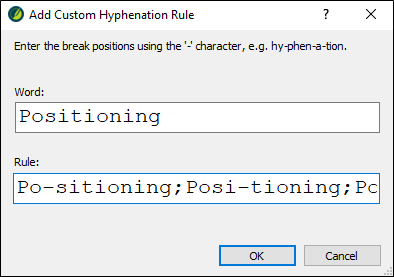 Add Custom Hyphenation Rule
Enter the break positions using the '-' character, e.g. hy-phen-a-tion.
Word:
Positioning
Rule:
Po-sitioning;Posi-tioning;Po
OK
Cancel